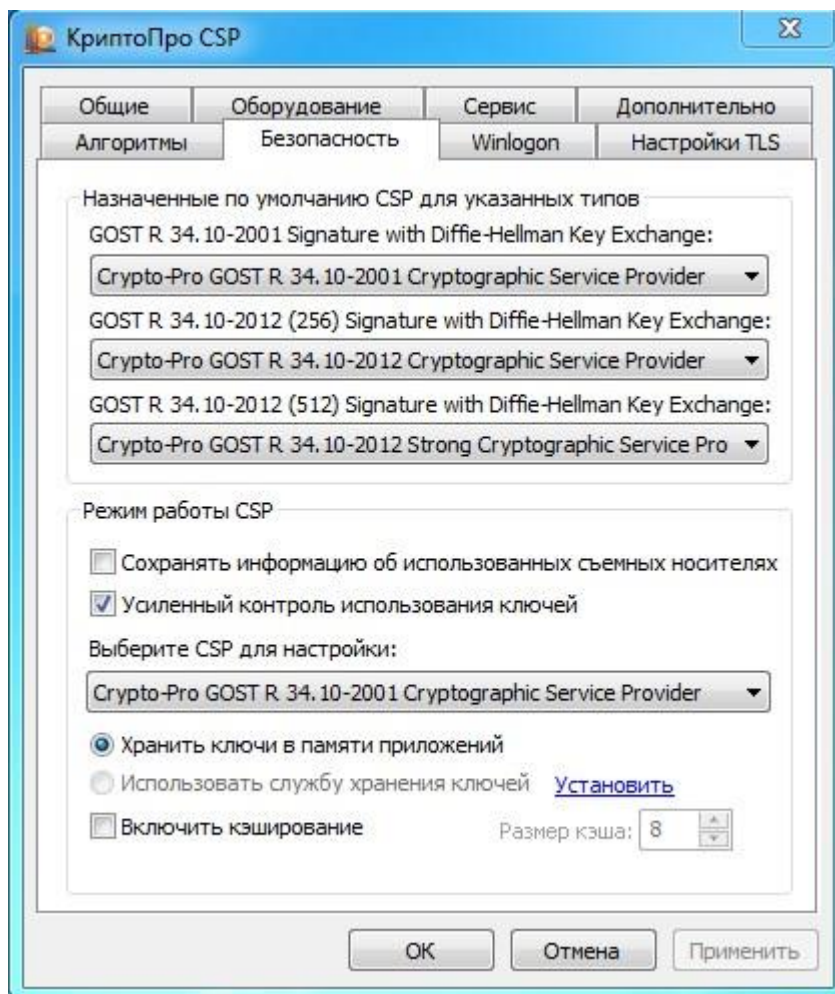 КриптоПро CSP
Общие Оборудование Сервис Дополнительно
Алгоритмы Безопасность Winlogon Настройки TLS
Назначенные по умолчанию CSP для указанных типов
GOST R 34.10-2001 Signature with Diffie-Hellman Key Exchange:
Crypto-Pro GOST R 34.10-2001 Cryptographic Service Provider
GOST R 34.10-2012 (256) Signature with Diffie-Hellman Key Exchange:
Crypto-Pro GOST R 34.10-2012 Cryptographic Service Provider
GOST R 34.10-2012 (512) Signature with Diffie-Hellman Key Exchange:
Crypto-Pro GOST R 34.10-2012 Strong Cryptographic Service Pro
Режим работы CSP
Сохранять информацию об использованных съемных носителях
Усиленный контроль использования ключей
Выберите CSP для настройки:
Crypto-Pro GOST R 34.10-2001 Cryptographic Service Provider
Хранить ключи в памяти приложений
Использовать службу хранения ключей Установить
Включить кэширование Размер кэша: 8
ОК Отмена Применить